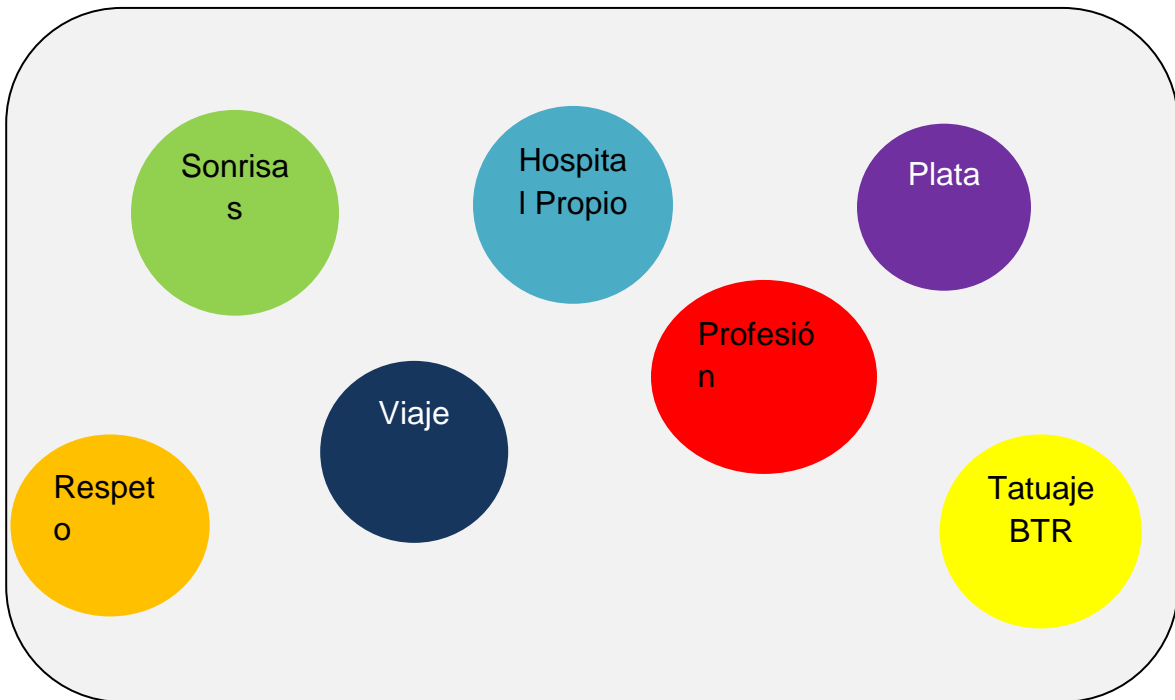 Sonrisa
s
Hospita
l Propio
Plata
Profesió
n
Viaje
Respet
o
Tatuaje
BTR